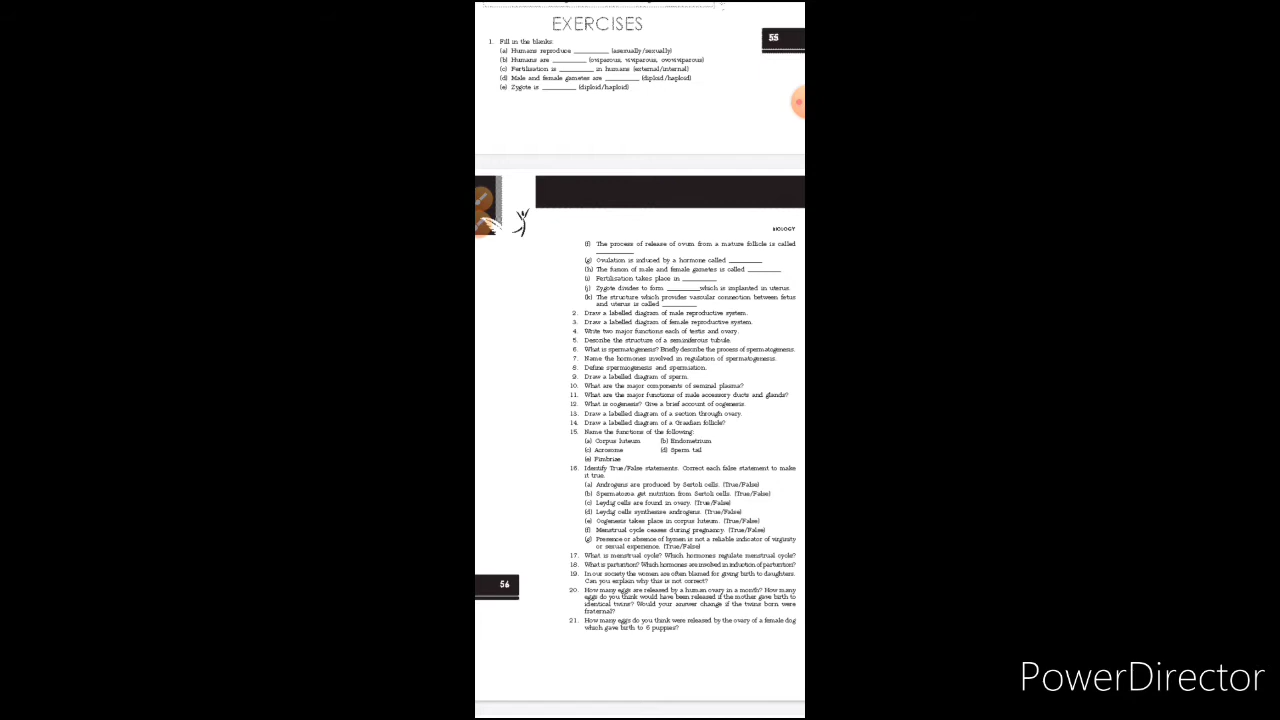 EXERCISES
55
1. Fill in the blanks:
(a) Humans reproduce ________ (asexually/sexually)
(b) Humans are ________ (oviparous, viviparous, ovoviviparous)
(c) Fertilisation is ________ in humans (external/internal)
(d) Male and female gametes are ________ (diploid/haploid)
(e) Zygote is ________ (diploid/haploid)
BIOLOGY
(f) The process of release of ovum from a mature follicle is called
________
(g) Ovulation is induced by a hormone called ________
(h) The fusion of male and female gametes is called ________
(i) Fertilisation takes place in ________
(j) Zygote divides to form ________which is implanted in uterus.
(k) The structure which provides vascular connection between fetus
and uterus is called ________
2. Draw a labelled diagram of male reproductive system.
3. Draw a labelled diagram of female reproductive system.
4. Write two major functions each of testis and ovary.
5. Describe the structure of a seminiferous tubule.
6. What is spermatogenesis? Briefly describe the process of spermatogenesis.
7. Name the hormones involved in regulation of spermatogenesis.
8. Define spermiogenesis and spermiation.
9. Draw a labelled diagram of sperm.
10. What are the major components of seminal plasma?
11. What are the major functions of male accessory ducts and glands?
12. What is oogenesis? Give a brief account of oogenesis.
13. Draw a labelled diagram of a section through ovary.
14. Draw a labelled diagram of a Graafian follicle?
15. Name the functions of the following:
(a) Corpus luteum (b) Endometrium
(c) Acrosome (d) Sperm tail
(e) Fimbriae
16. Identify True/False statements. Correct each false statement to make
it true.
(a) Androgens are produced by Sertoli cells. (True/False)
(b) Spermatozoa get nutrition from Sertoli cells. (True/False)
(c) Leydig cells are found in ovary. (True/False)
(d) Leydig cells synthesise androgens. (True/False)
(e) Oogenesis takes place in corpus luteum. (True/False)
(f) Menstrual cycle ceases during pregnancy. (True/False)
(g) Presence or absence of hymen is not a reliable indicator of virginity
or sexual experience. (True/False)
17. What is menstrual cycle? Which hormones regulate menstrual cycle?
18. What is parturition? Which hormones are involved in induction of parturition?
19. In our society the women are often blamed for giving birth to daughters.
Can you explain why this is not correct?
56
20. How many eggs are released by a human ovary in a month? How many
eggs do you think would have been released if the mother gave birth to
identical twins? Would your answer change if the twins born were
fraternal?
21. How many eggs do you think were released by the ovary of a female dog
which gave birth to 6 puppies?
PowerDirector